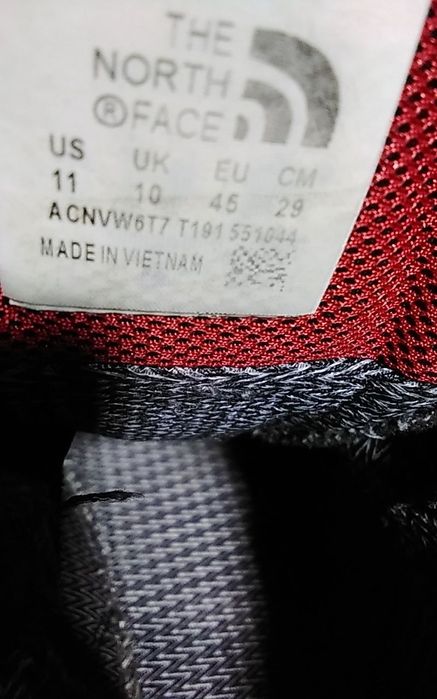 THE
NORTH
®FACE
US UK EU CM
11 10 45 29
ACNVW6T7 T191 551044
MADE IN VIETNAM